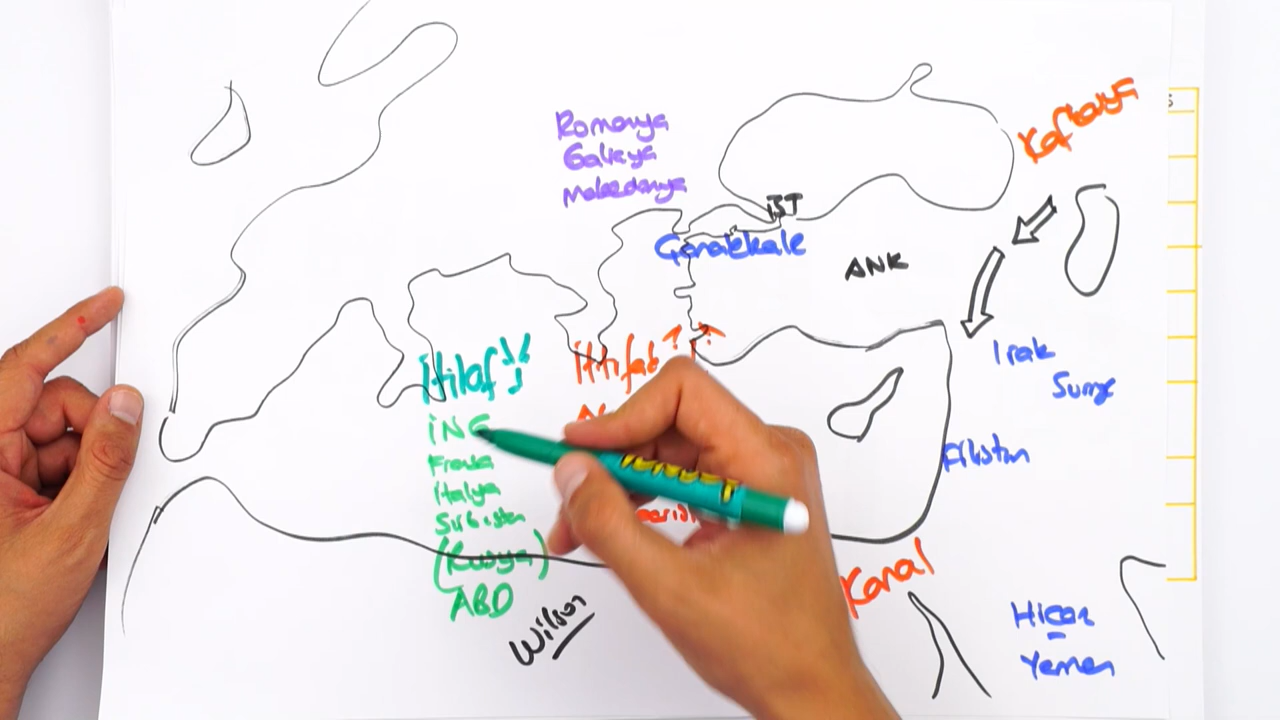 Romanya
Galiçya
Makedonya
Kafkasya
İST
Çanakkale
ANK
Irak
Suriye
Filistin
İtilaf
İNG
Fransa
İtalya
Sırbistan
(Rusya)
ABD
Wilson
İttifak
Kanal
Hicaz
Yemen